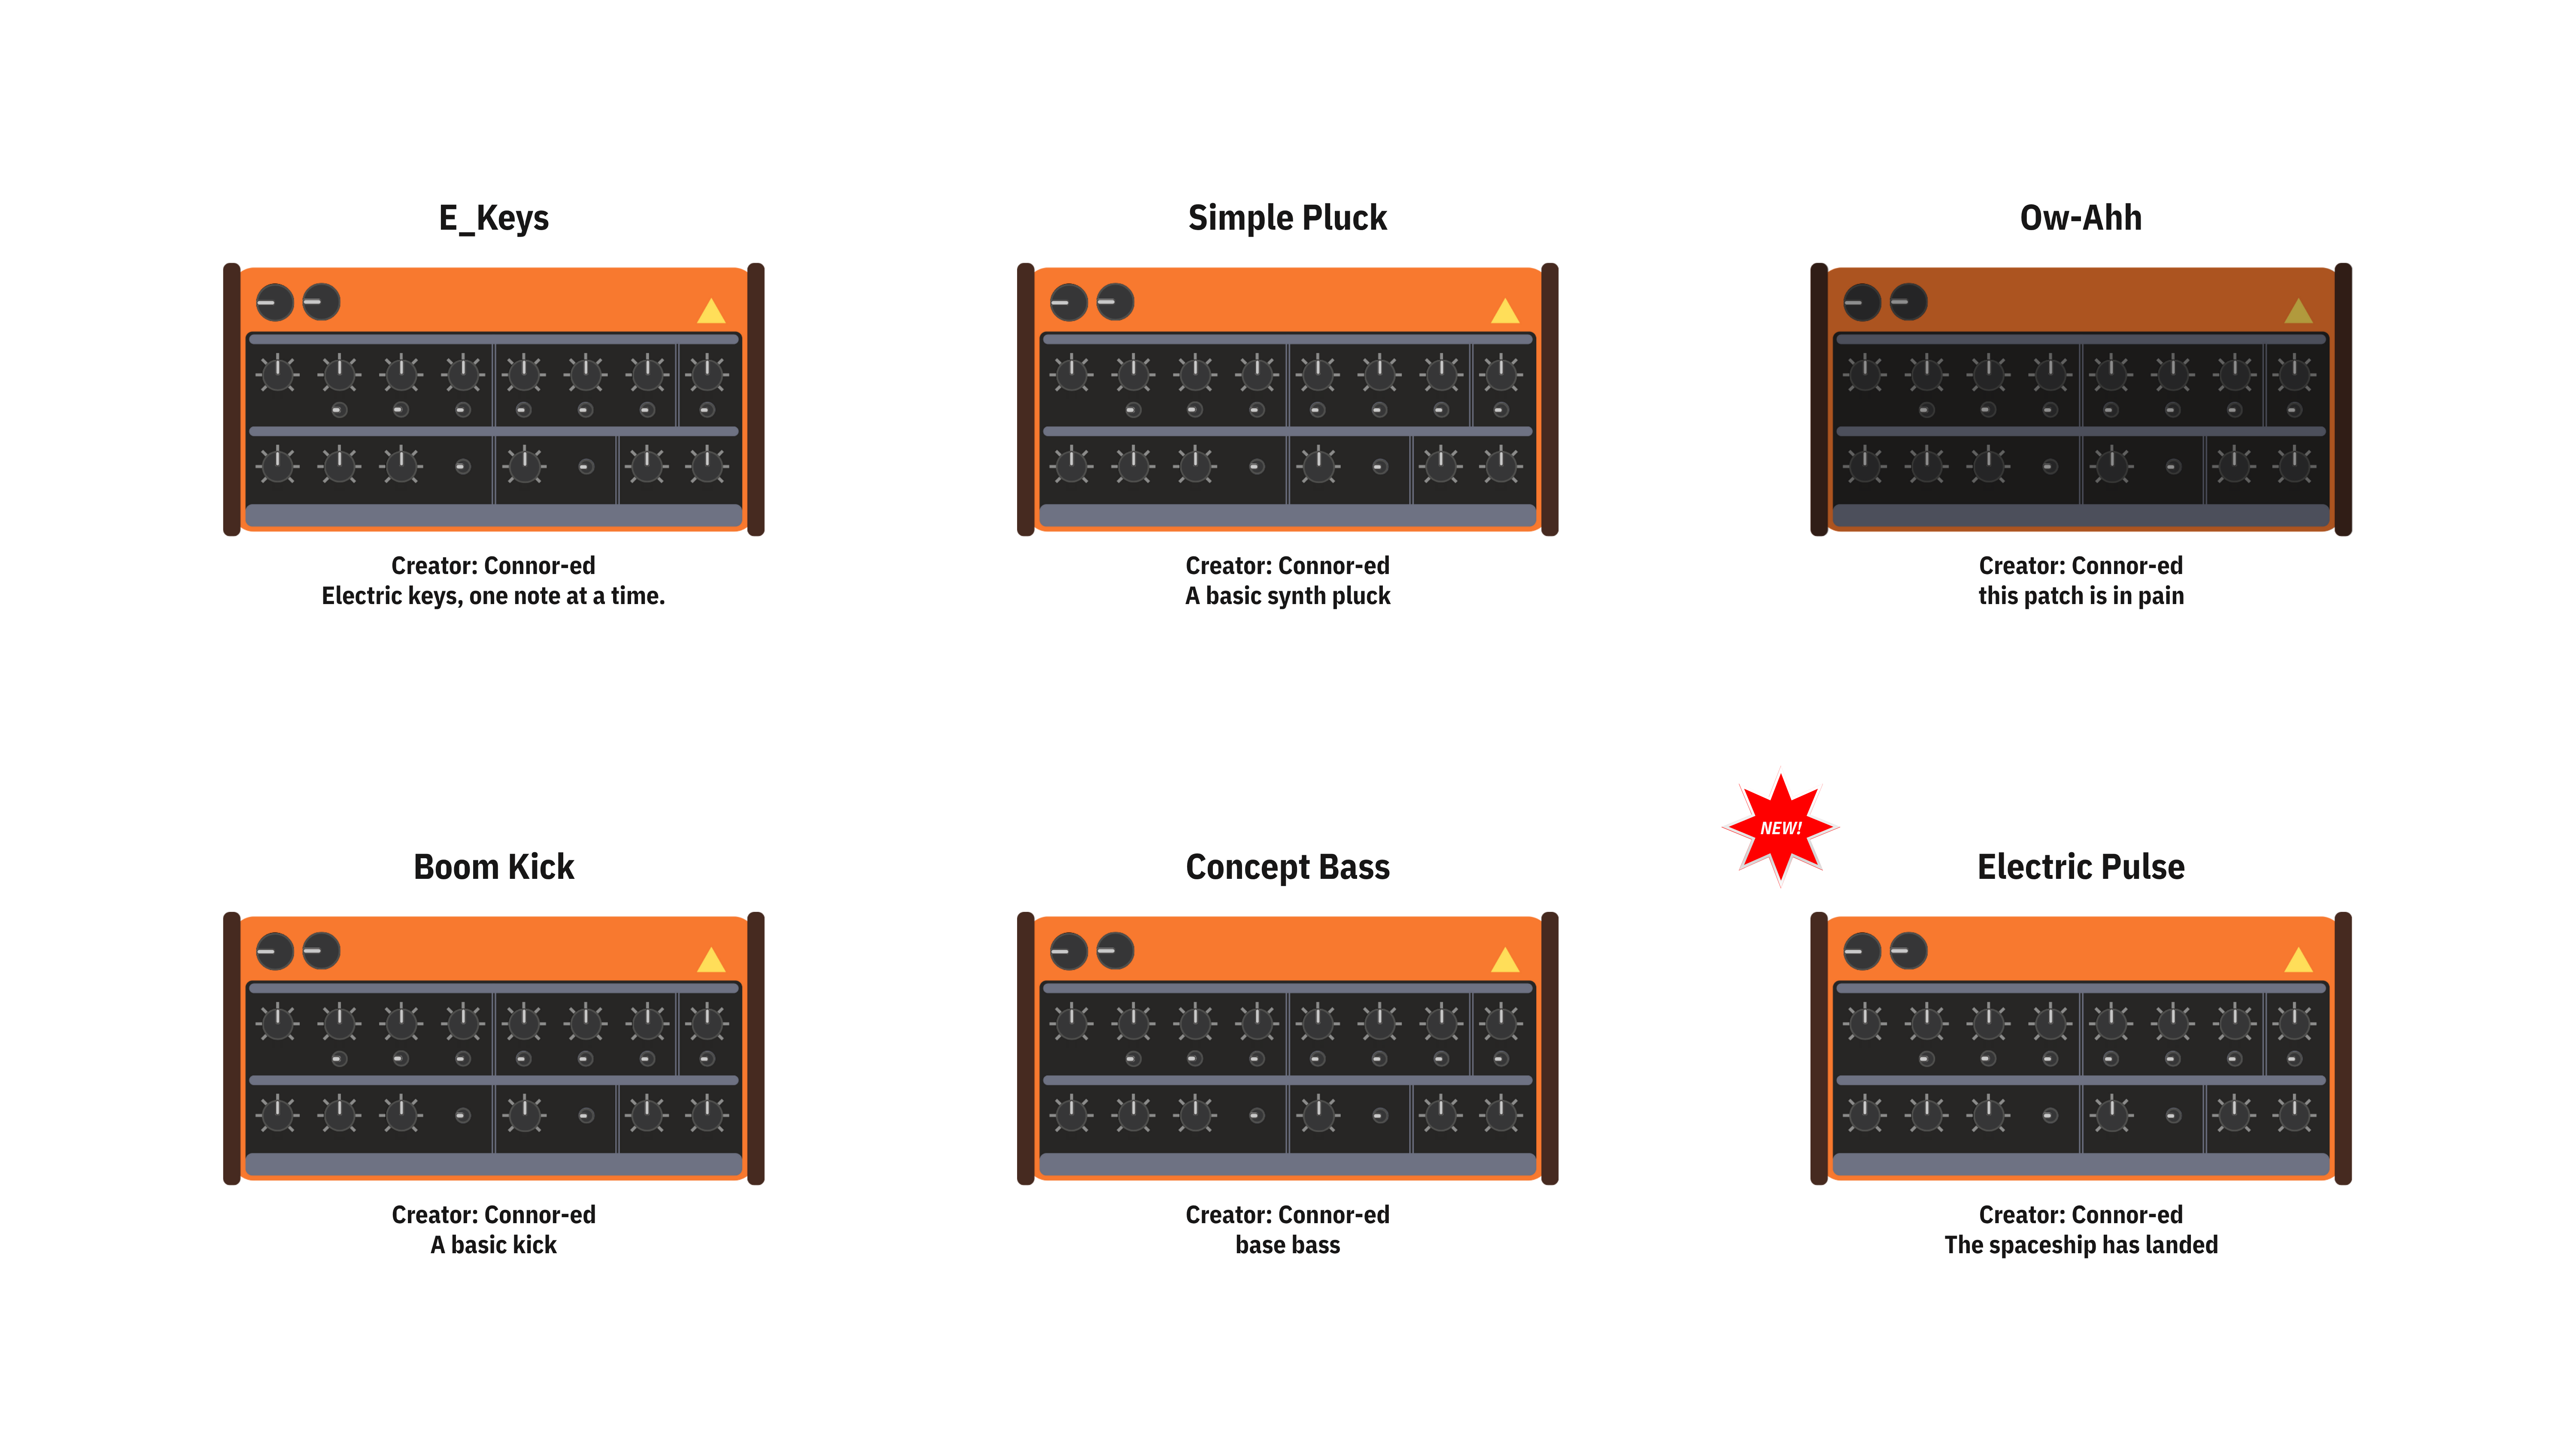 E_Keys
Creator: Connor-ed
Electric keys, one note at a time.
Simple Pluck
Creator: Connor-ed
A basic synth pluck
Ow-Ahh
Creator: Connor-ed
this patch is in pain
Boom Kick
Creator: Connor-ed
A basic kick
Concept Bass
Creator: Connor-ed
base bass
NEW!
Electric Pulse
Creator: Connor-ed
The spaceship has landed